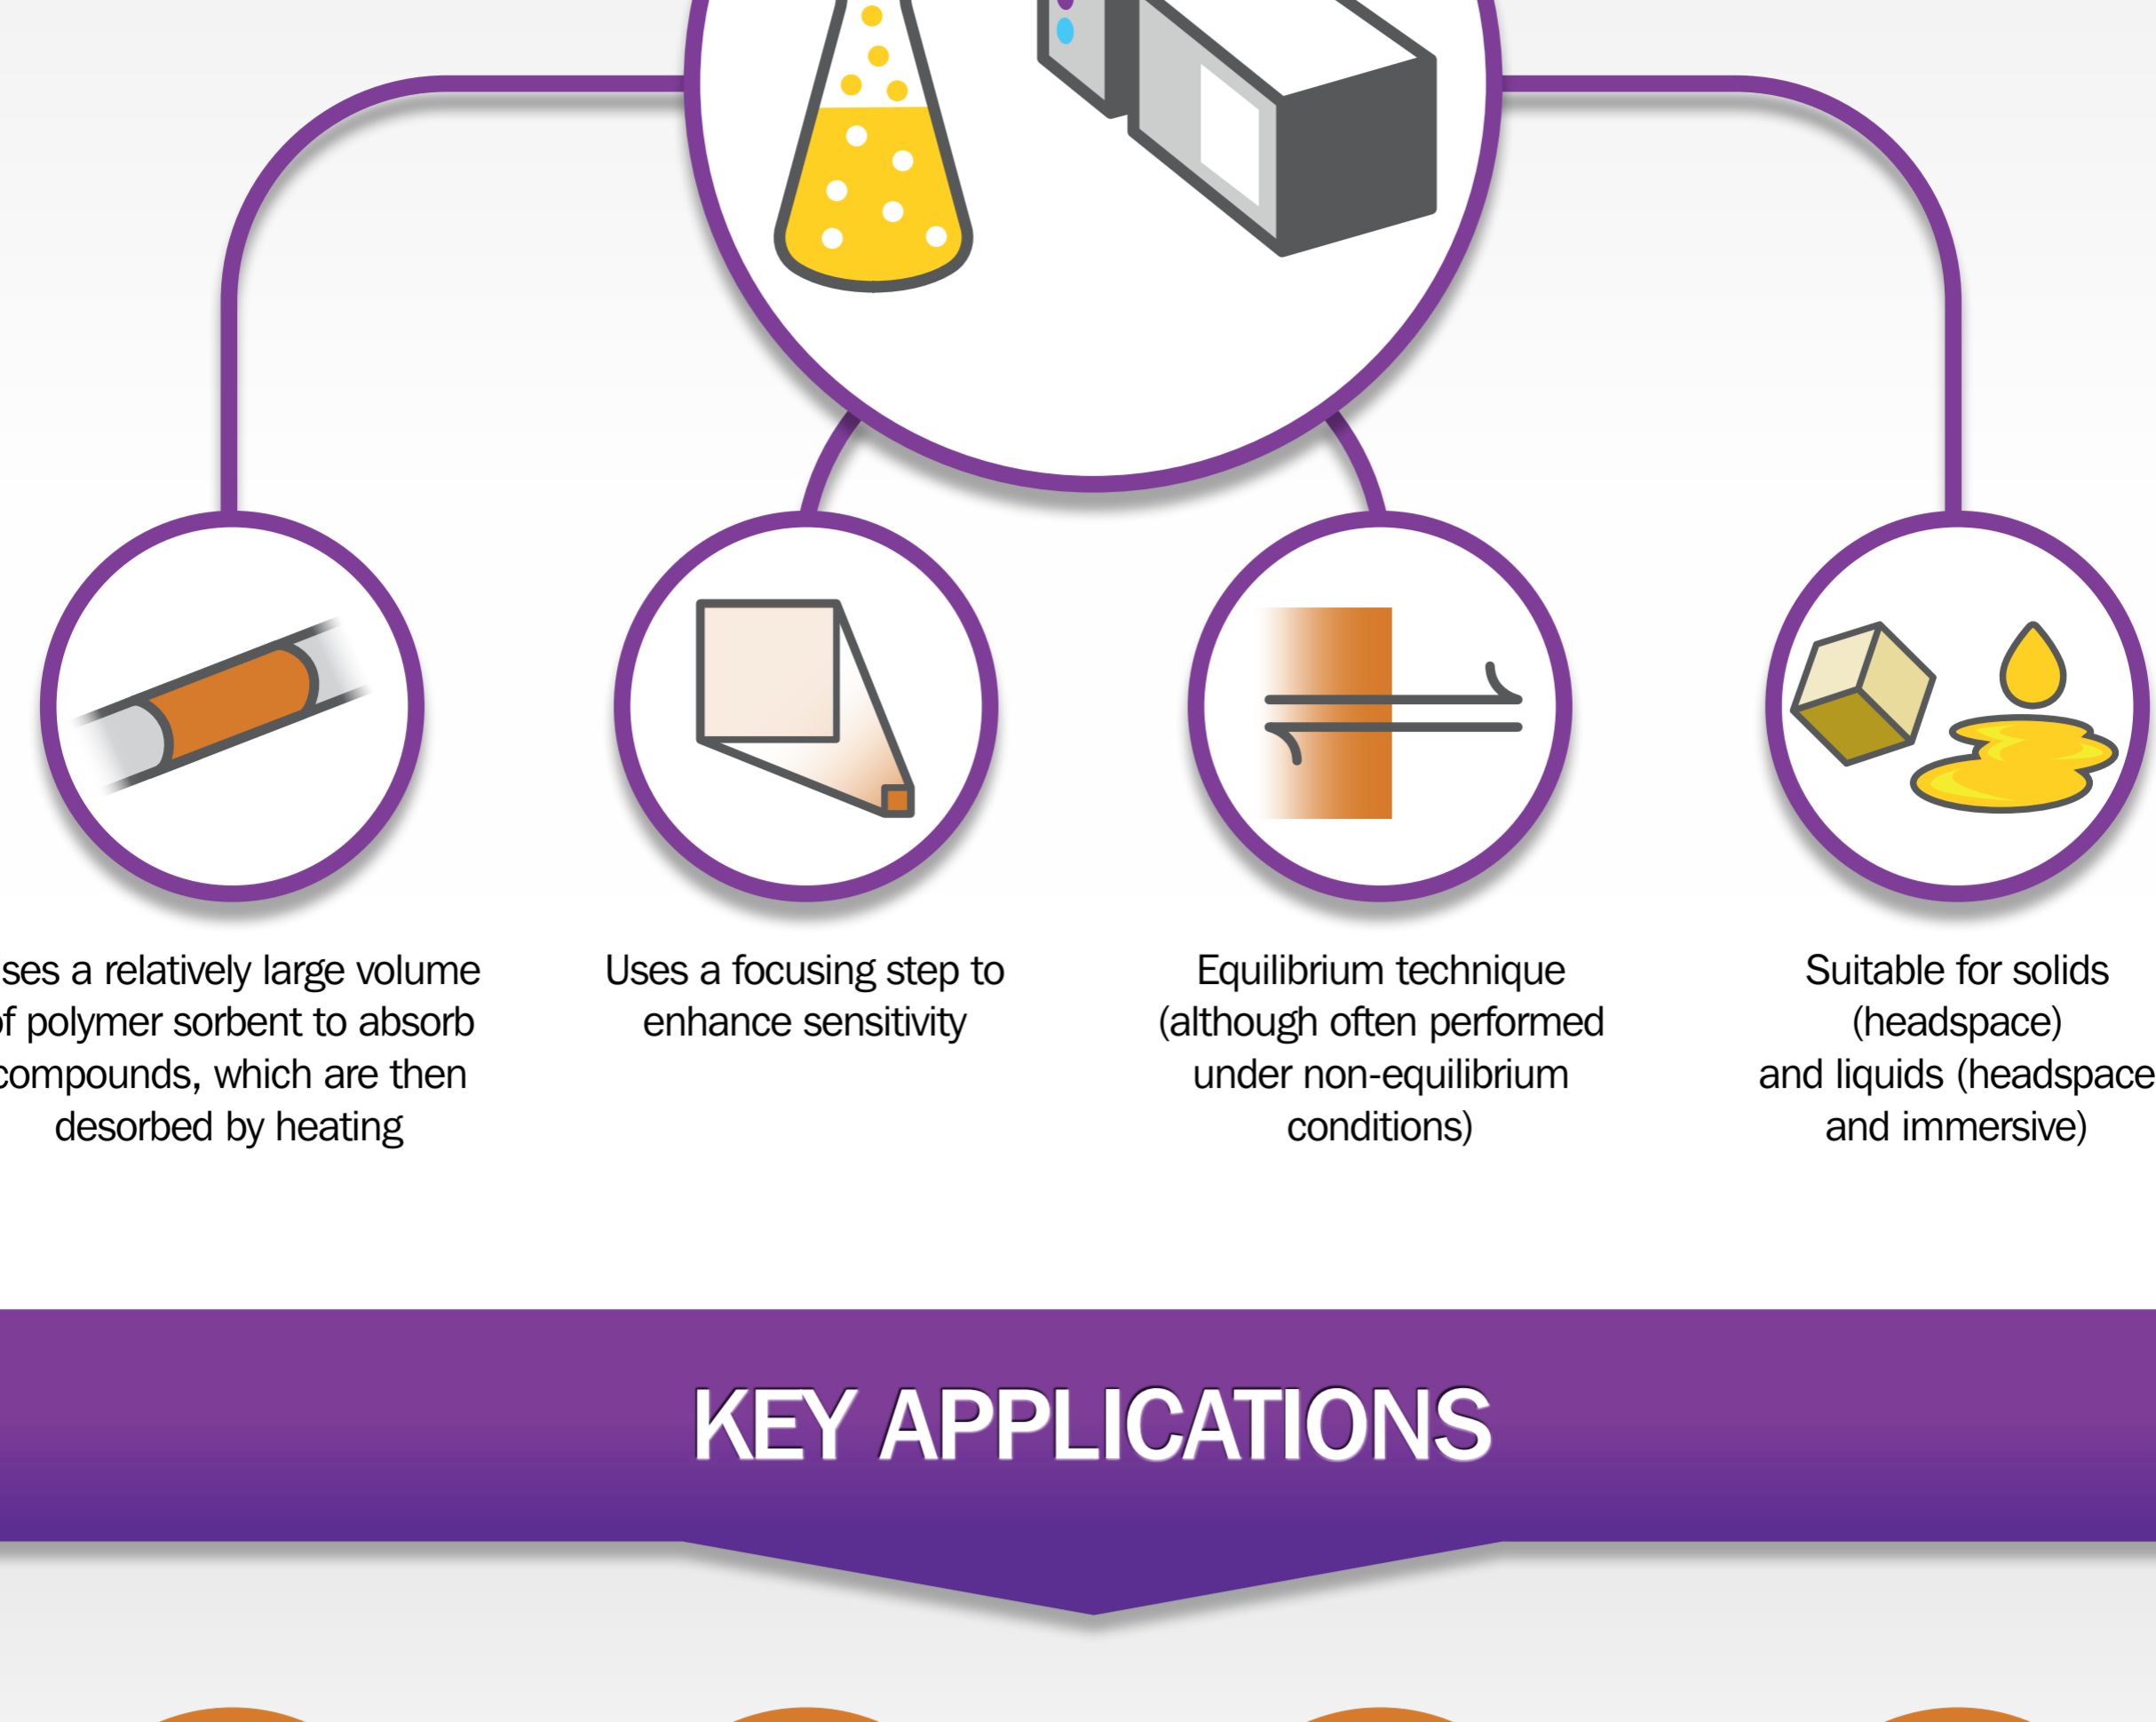 ses a relatively large volume
of polymer sorbent to absorb
compounds, which are then
desorbed by heating
Uses a focusing step to
enhance sensitivity
Equilibrium technique
(although often performed
under non-equilibrium
conditions)
Suitable for solids
(headspace)
and liquids (headspace
and immersive)
KEY APPLICATIONS